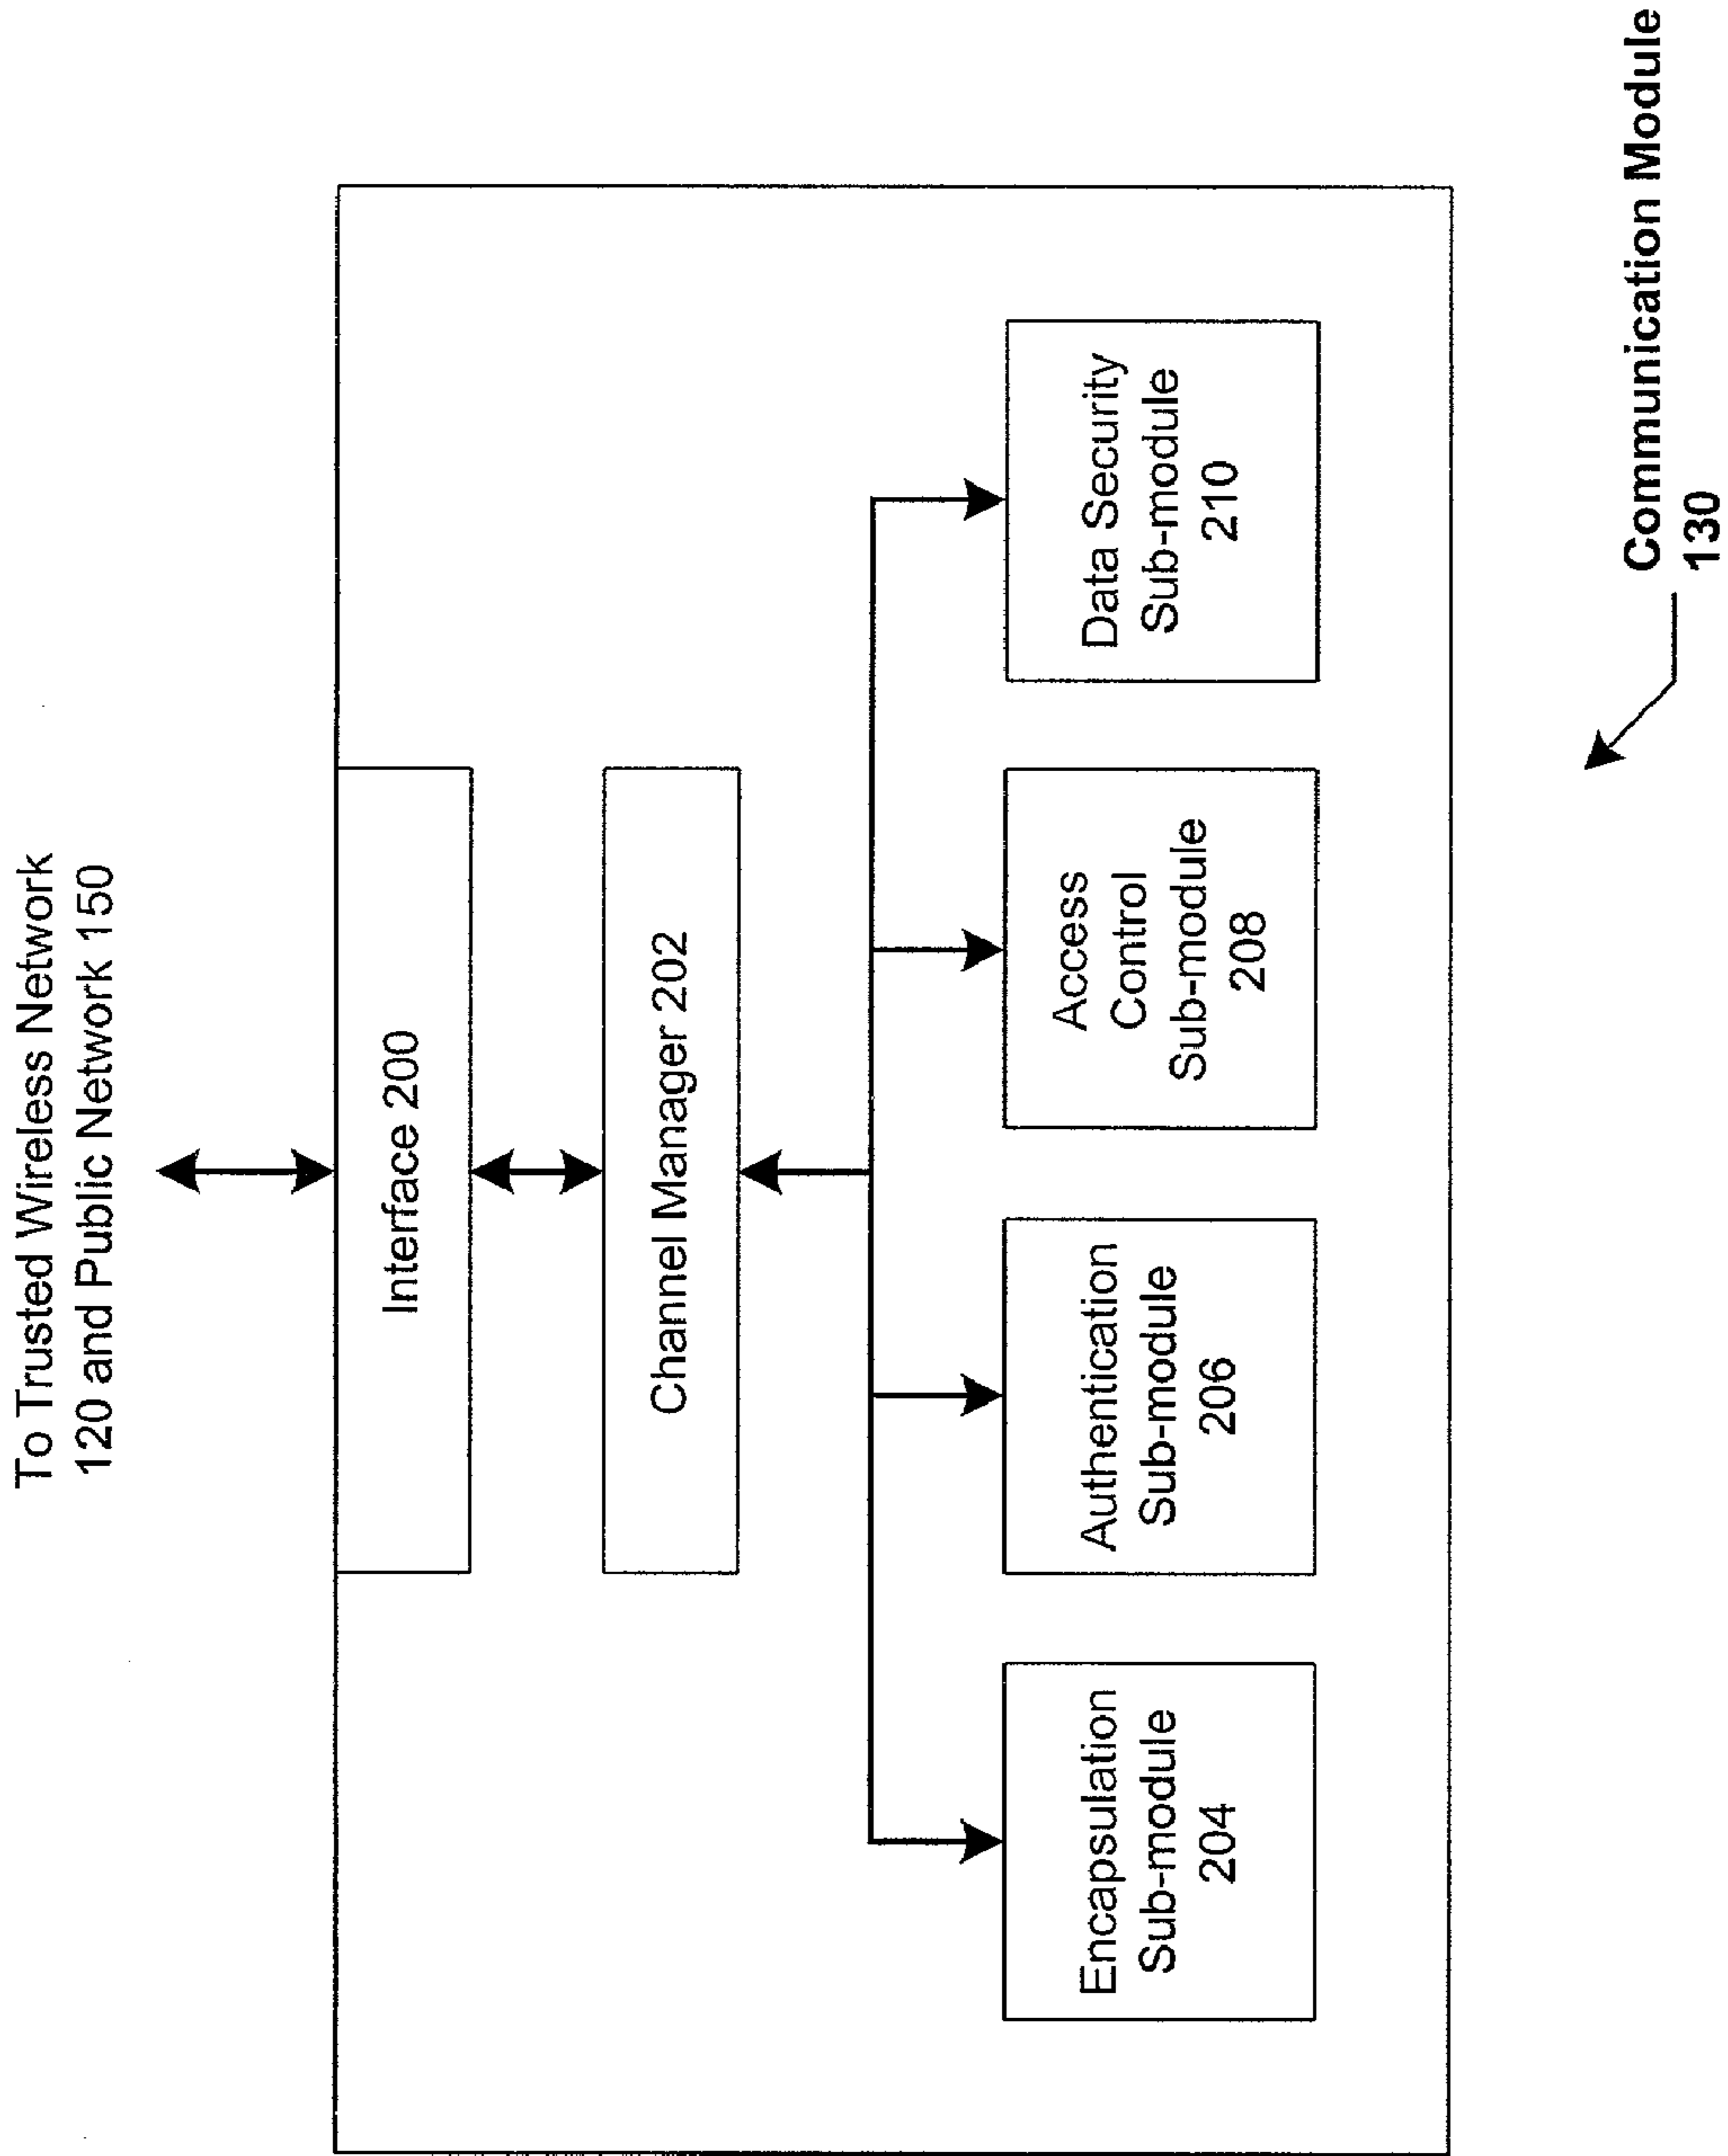 To Trusted Wireless Network
120 and Public Network 150
Interface 200
Channel Manager 202
Encapsulation
Sub-module
204
Authentication
Sub-module
206
Access
Control
Sub-module
208
Data Security
Sub-module
210
Communication Module
130